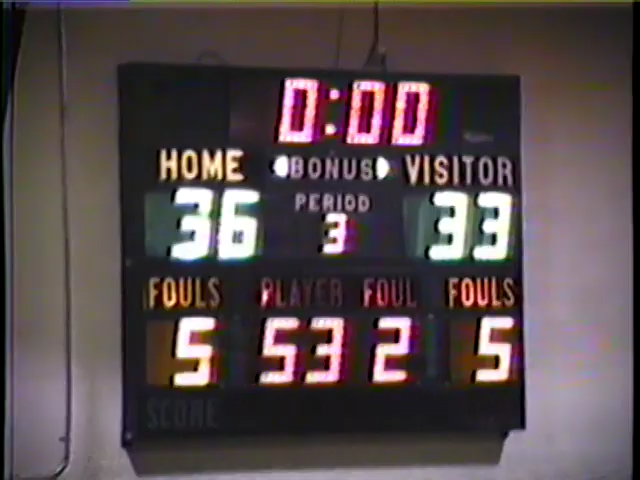 0:00
HOME BONUS VISITOR
PERIOD
36 3 33
FOULS PLAYER FOUL FOULS
5 53 2 5
SCORE